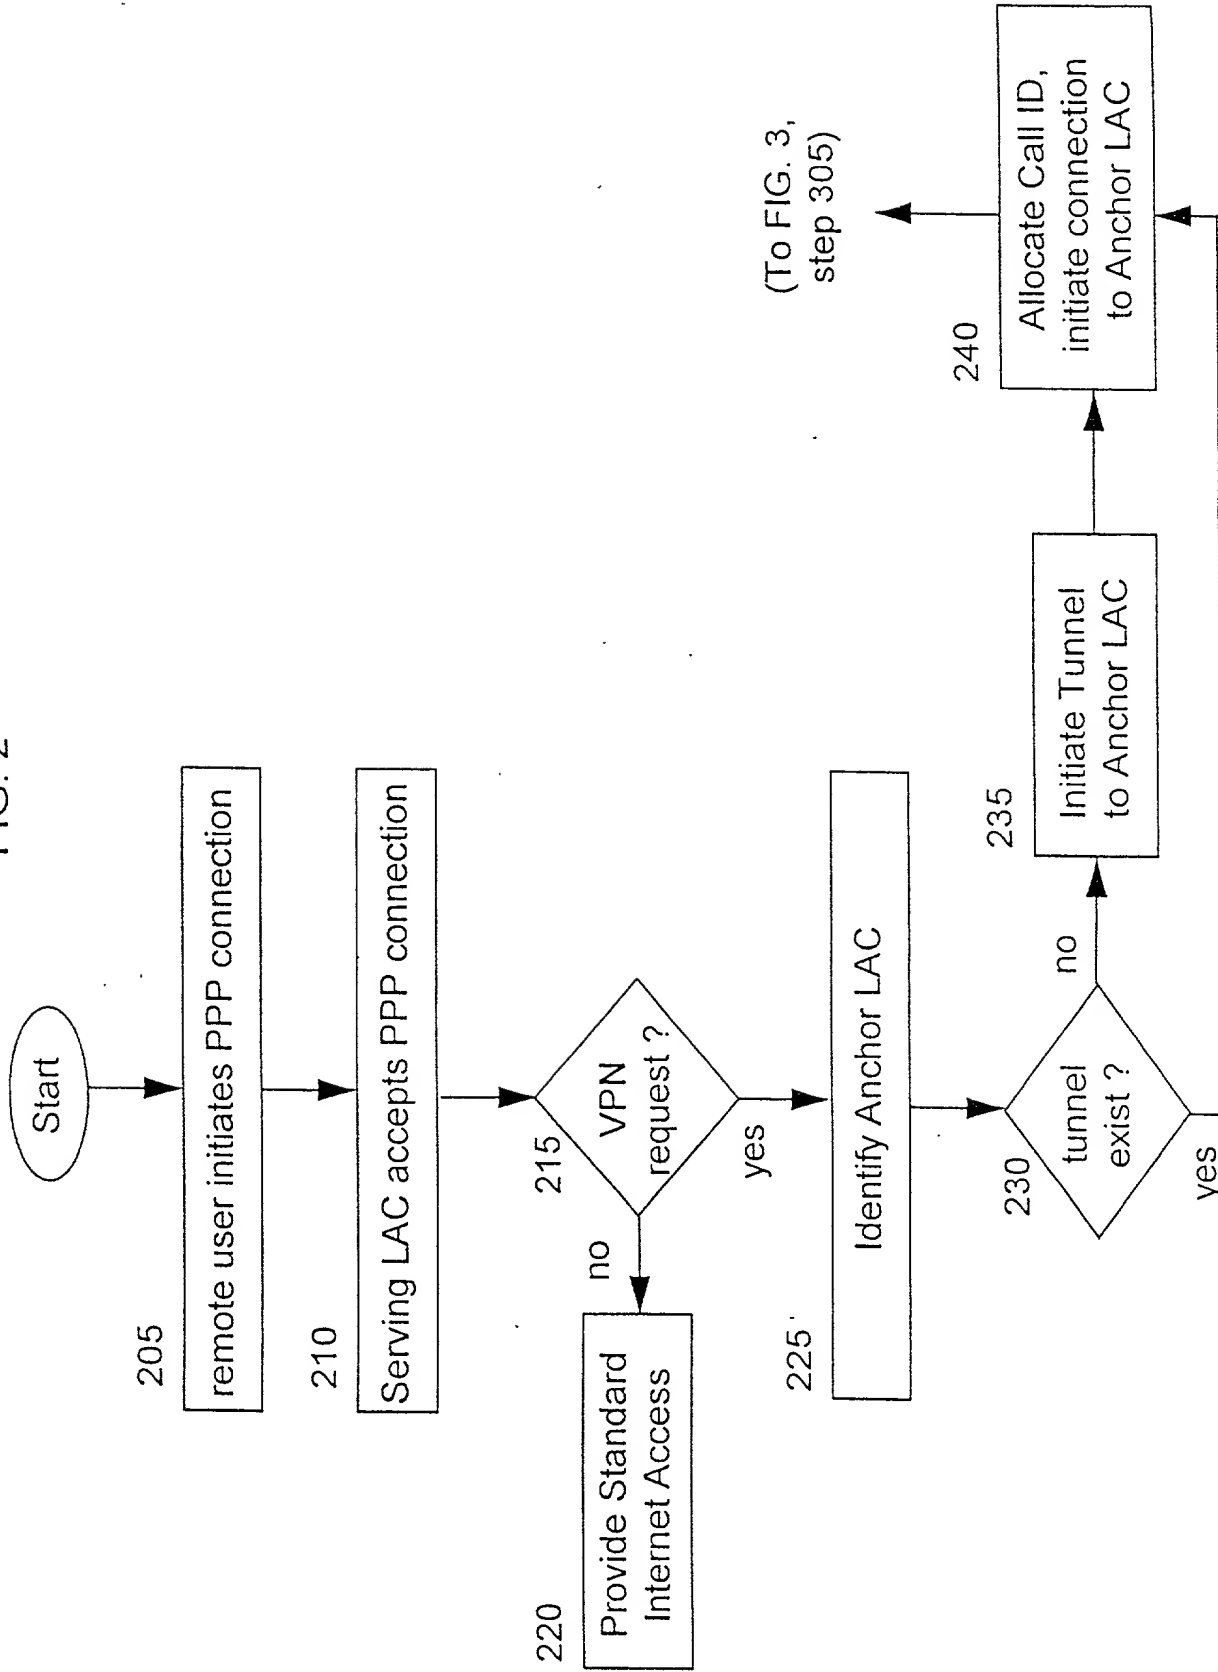 FIG. 2
Start
205
remote user initiates PPP connection
210
Serving LAC accepts PPP connection
215
VPN
request ?
no
yes
220
Provide Standard
Internet Access
225
Identify Anchor LAC
230
tunnel
exist ?
no
yes
235
Initiate Tunnel
to Anchor LAC
240
Allocate Call ID,
initiate connection
to Anchor LAC
(To FIG. 3,
step 305)